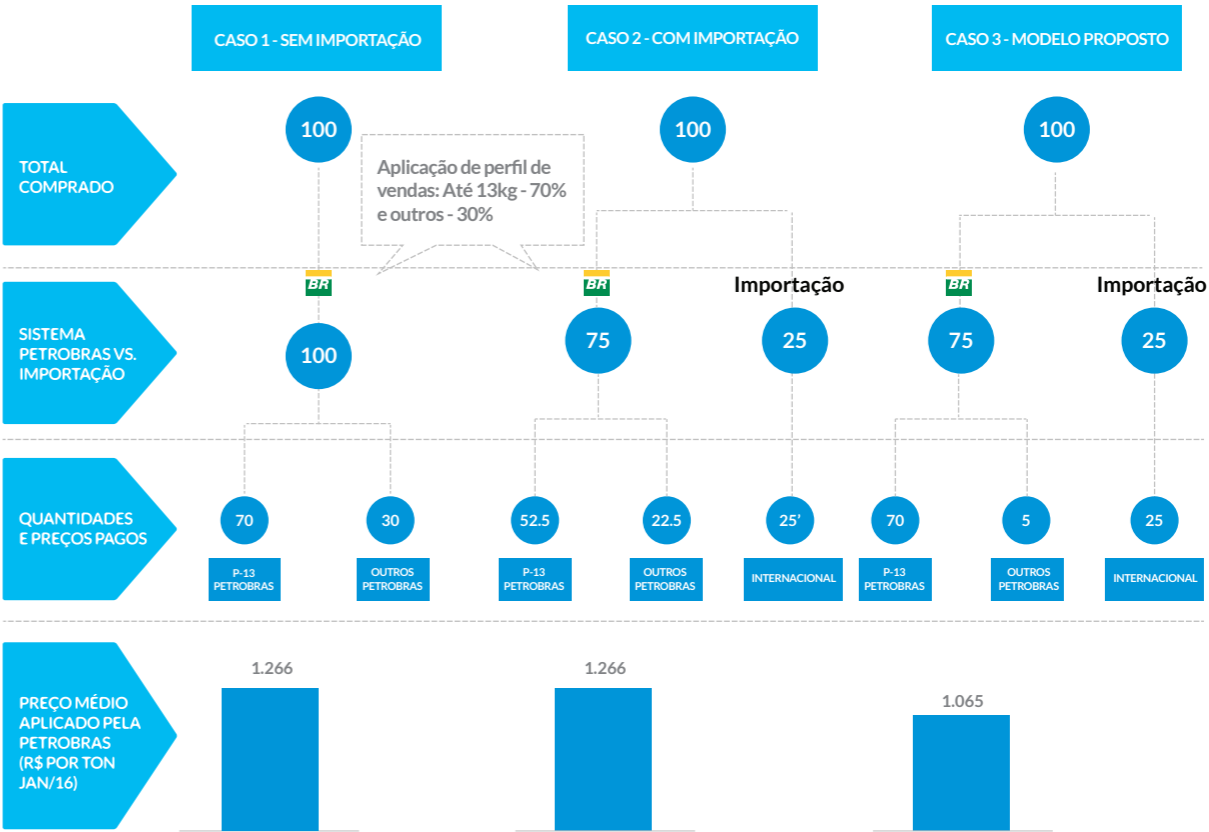 CASO 1 - SEM IMPORTAÇÃO
CASO 2 - COM IMPORTAÇÃO
CASO 3 - MODELO PROPOSTO
TOTAL
COMPRADO
100
100
100
Aplicação de perfil de
vendas: Até 13kg - 70%
e outros - 30%
SISTEMA
PETROBRAS VS.
IMPORTAÇÃO
BR
100
BR
75
Importação
25
BR
75
Importação
25
QUANTIDADES
E PREÇOS PAGOS
70
P-13
PETROBRAS
30
OUTROS
PETROBRAS
52.5
P-13
PETROBRAS
22.5
OUTROS
PETROBRAS
25'
INTERNACIONAL
70
P-13
PETROBRAS
5
OUTROS
PETROBRAS
25
INTERNACIONAL
PREÇO MÉDIO
APLICADO PELA
PETROBRAS
(R$ POR TON
JAN/16)
1.266
1.266
1.065